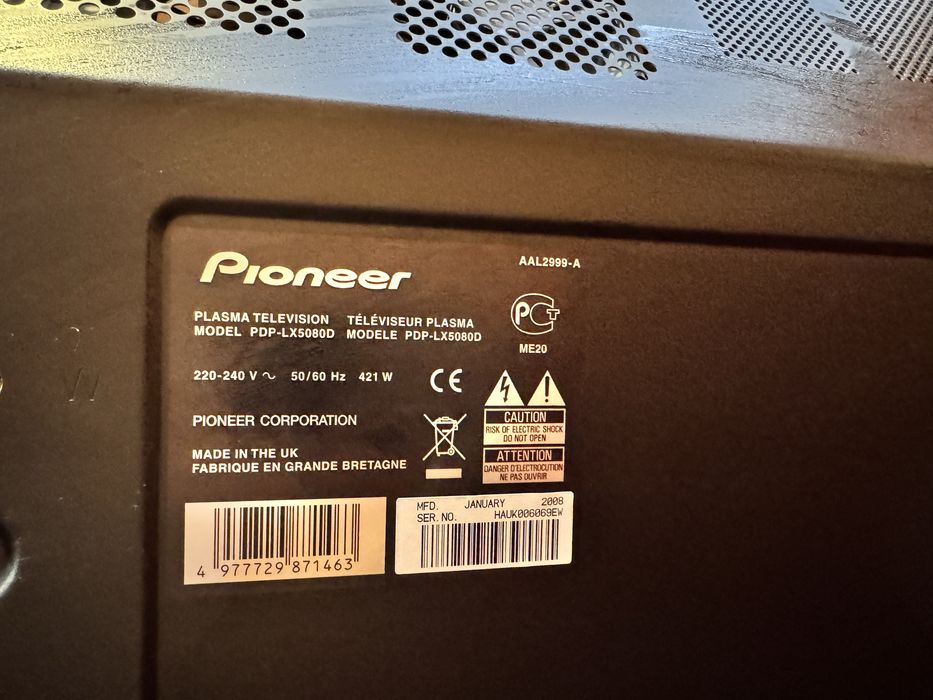 Pioneer
AAL2999-A
PLASMA TELEVISION TÉLÉVISEUR PLASMA
MODEL PDP-LX5080D MODELE PDP-LX5080D
PCT
ME20
220-240 V ~ 50/60 Hz 421 W
CE
PIONEER CORPORATION
CAUTION
RISK OF ELECTRIC SHOCK
DO NOT OPEN
MADE IN THE UK
FABRIQUE EN GRANDE BRETAGNE
ATTENTION
DANGER D'ELECTROCUTION
NE PAS OUVRIR
MFD. JANUARY 2008
SER. NO. HAUK006069EW
4 977729 871463